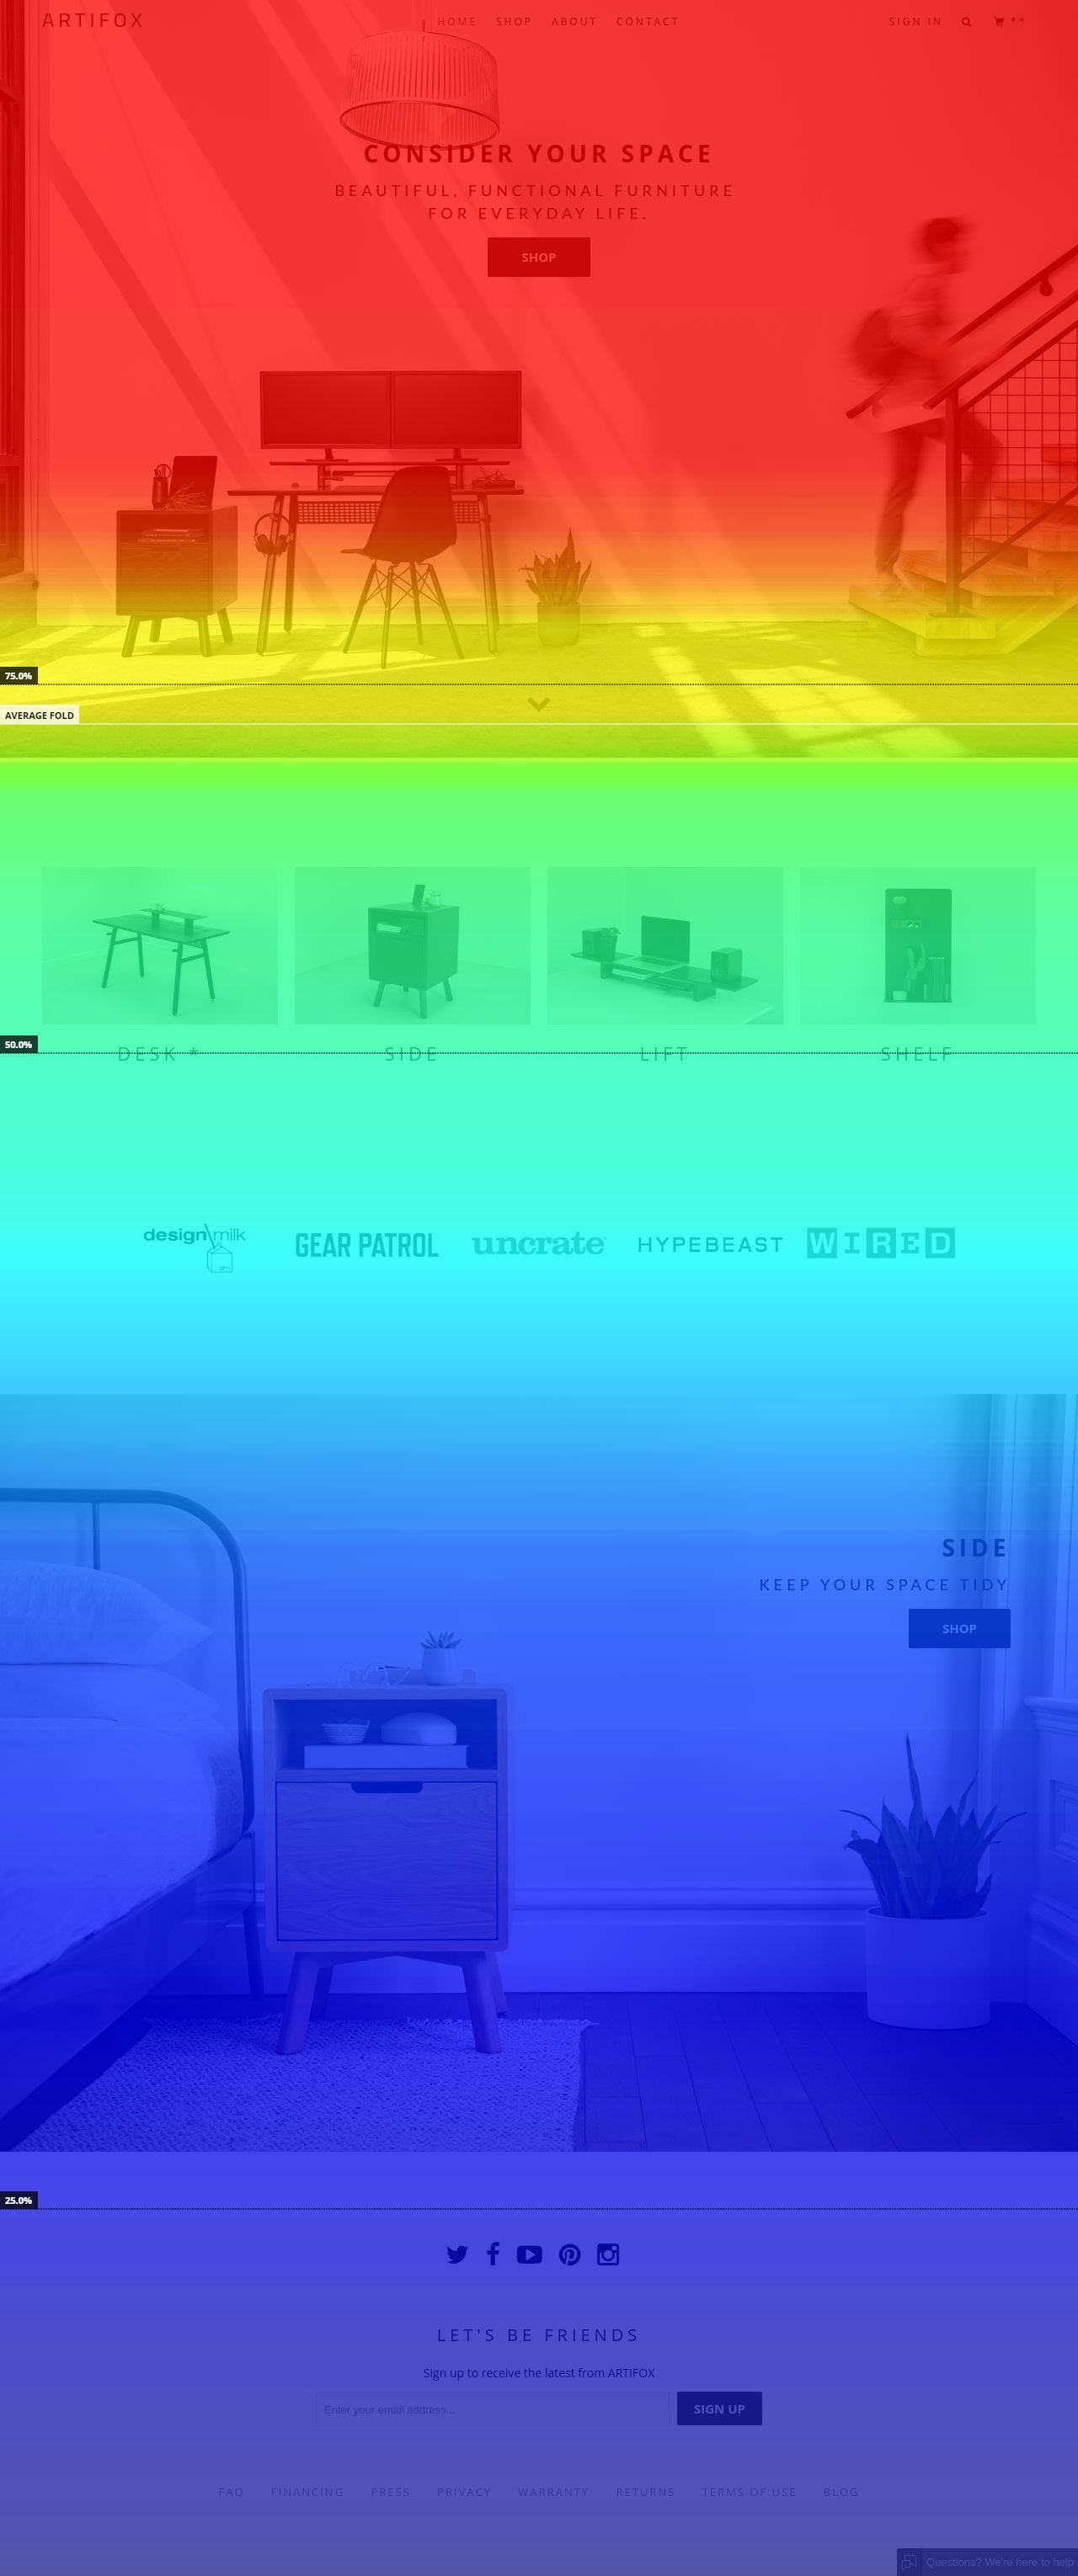 ARTIFOX
HOME SHOP ABOUT CONTACT
SIGN IN
CONSIDER YOUR SPACE
BEAUTIFUL, FUNCTIONAL FURNITURE
FOR EVERYDAY LIFE.
SHOP
75.0%
AVERAGE FOLD
50.0%
DESK * SIDE LIFT SHELF
design milk GEAR PATROL uncrate HYPEBEAST WIRED
SIDE
KEEP YOUR SPACE TIDY
SHOP
25.0%
LET'S BE FRIENDS
Sign up to receive the latest from ARTIFOX
Enter your email address...
SIGN UP
FAQ FINANCING PRESS PRIVACY WARRANTY RETURNS TERMS OF USE BLOG
Questions? We're here to help